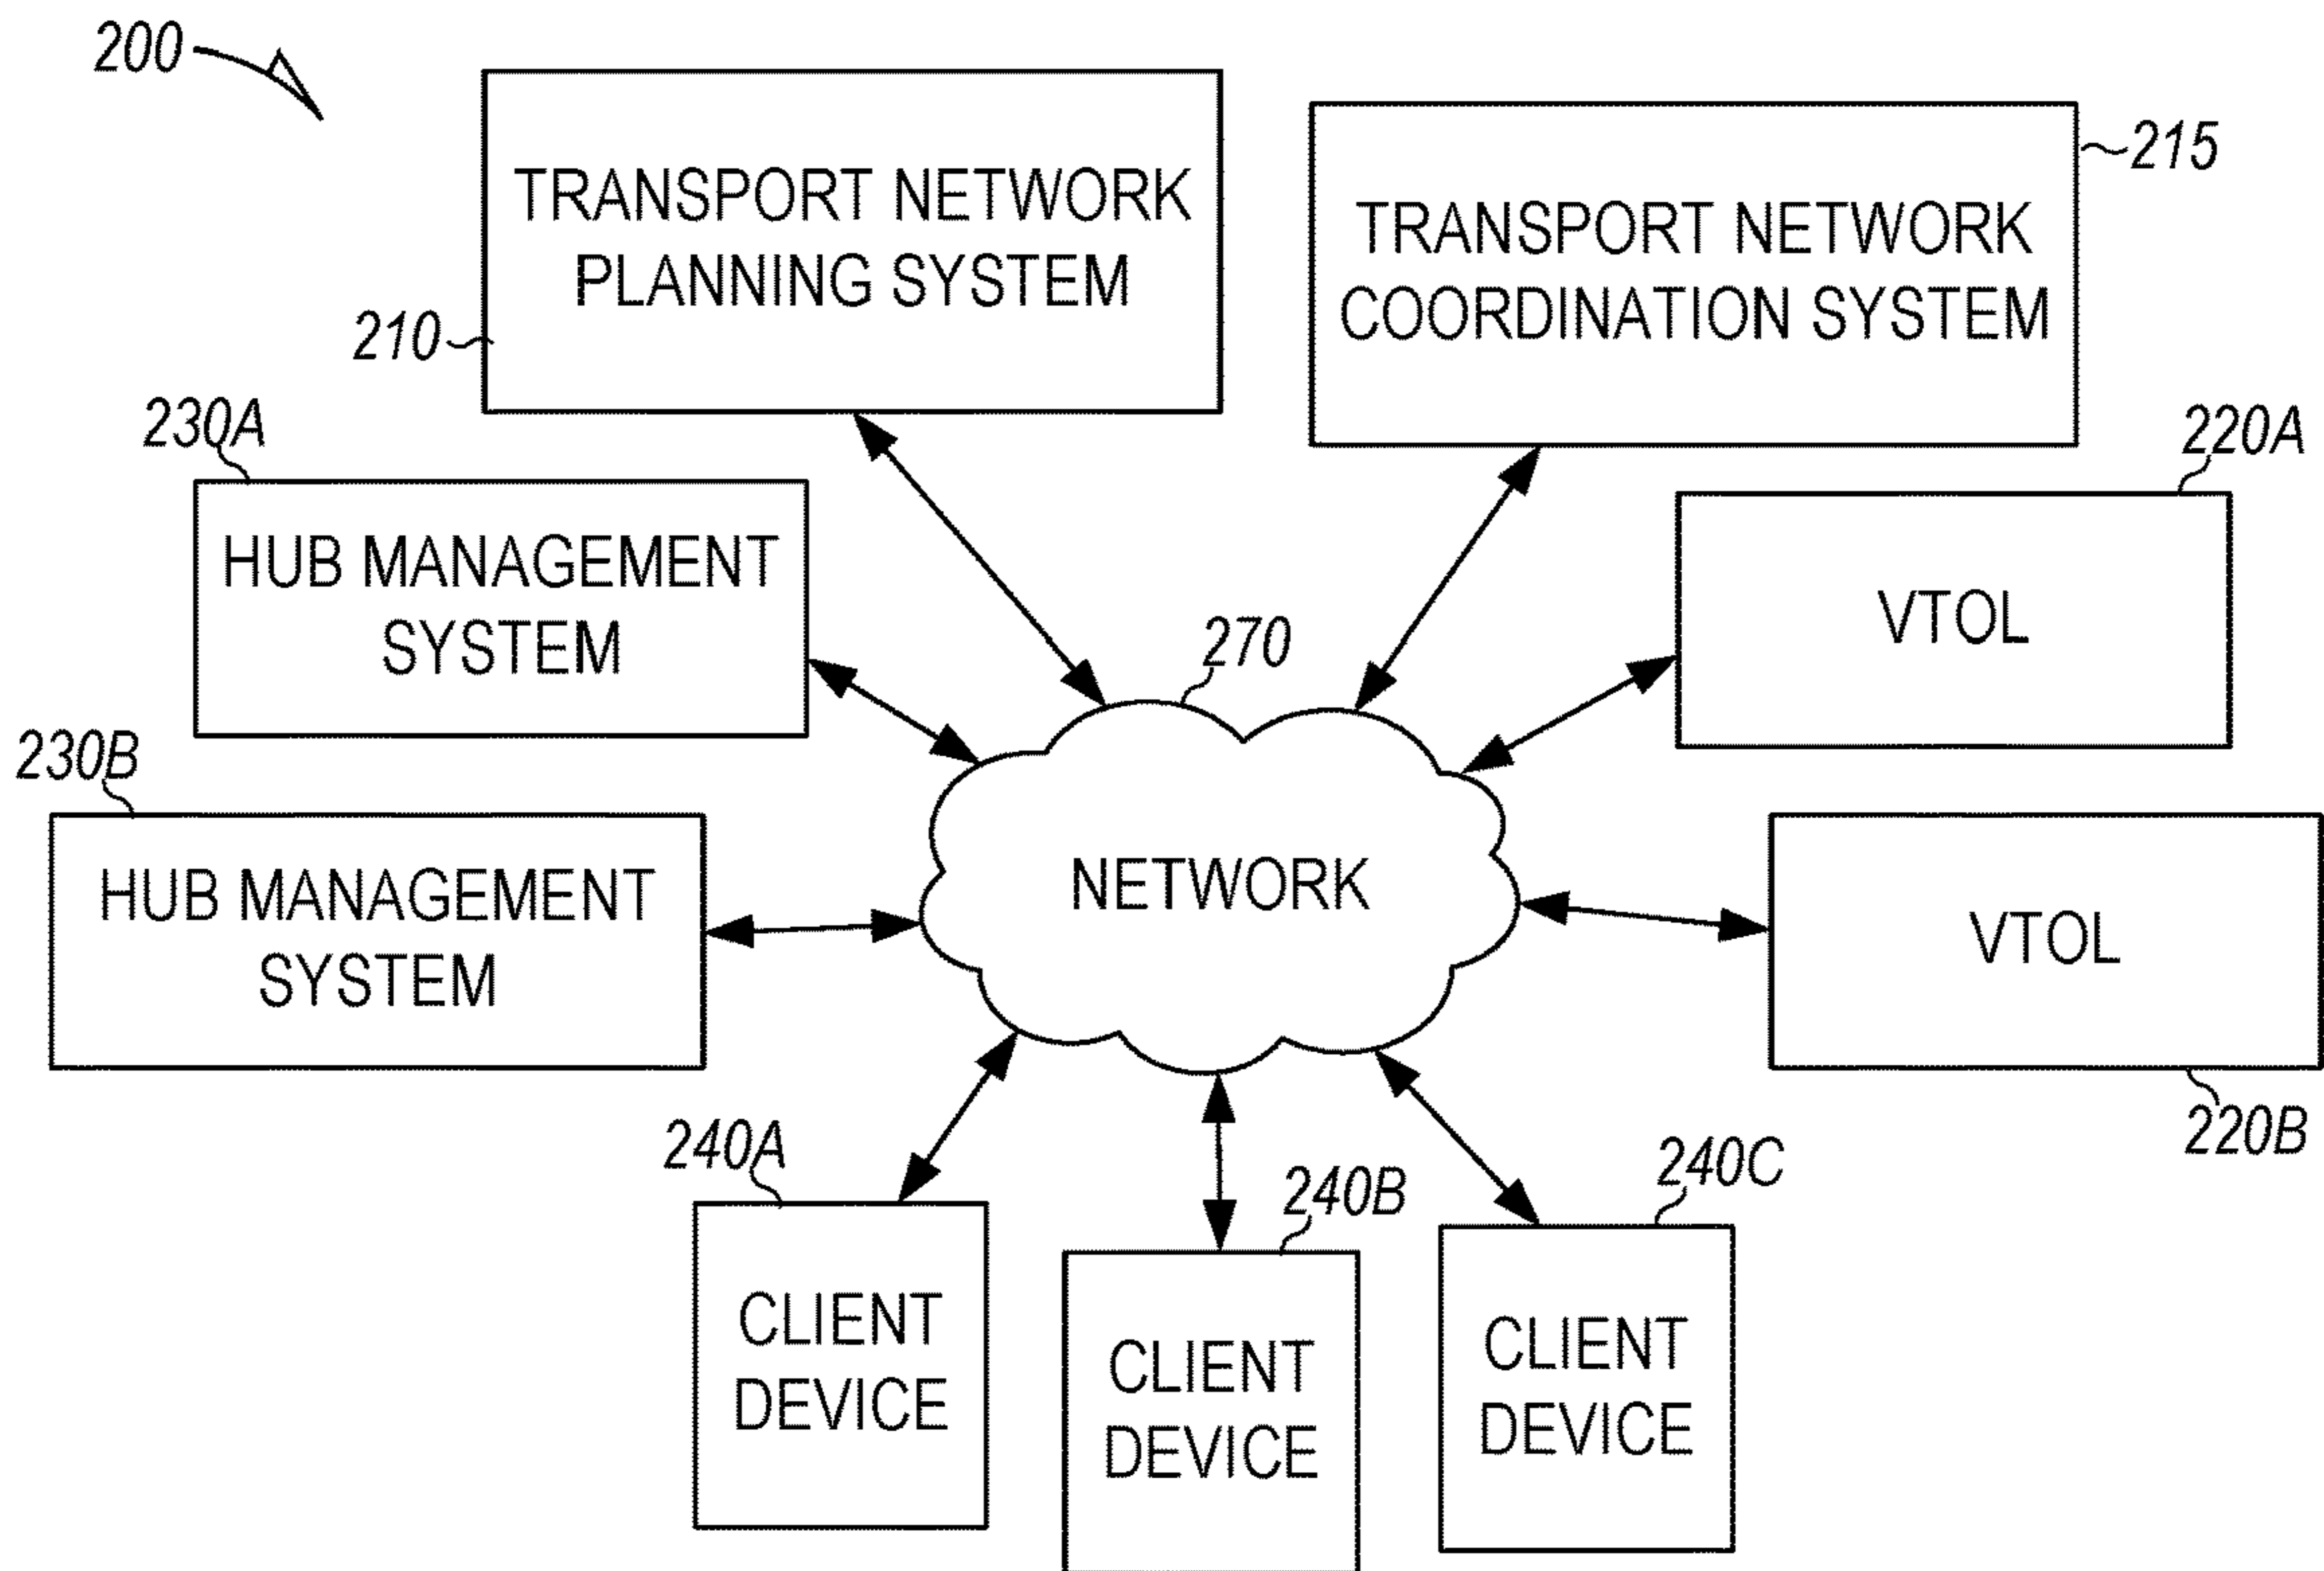 200
TRANSPORT NETWORK
PLANNING SYSTEM
210
TRANSPORT NETWORK
COORDINATION SYSTEM
215
230A
HUB MANAGEMENT
SYSTEM
220A
VTOL
270
230B
HUB MANAGEMENT
SYSTEM
NETWORK
VTOL
220B
240A
CLIENT
DEVICE
240B
CLIENT
DEVICE
240C
CLIENT
DEVICE